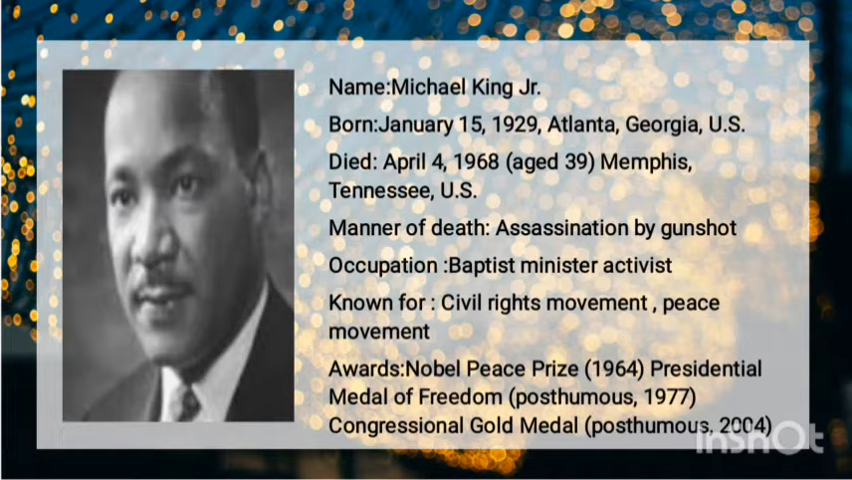 Name:Michael King Jr.
Born:January 15, 1929, Atlanta, Georgia, U.S.
Died: April 4, 1968 (aged 39) Memphis,
Tennessee, U.S.
Manner of death: Assassination by gunshot
Occupation :Baptist minister activist
Known for : Civil rights movement , peace
movement
Awards:Nobel Peace Prize (1964) Presidential
Medal of Freedom (posthumous, 1977)
Congressional Gold Medal (posthumous, 2004)
InShOt